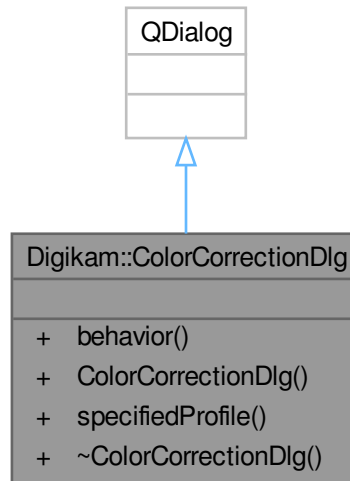 QDialog
Digikam::ColorCorrectionDlg
+ behavior()
+ ColorCorrectionDlg()
+ specifiedProfile()
+ ~ColorCorrectionDlg()